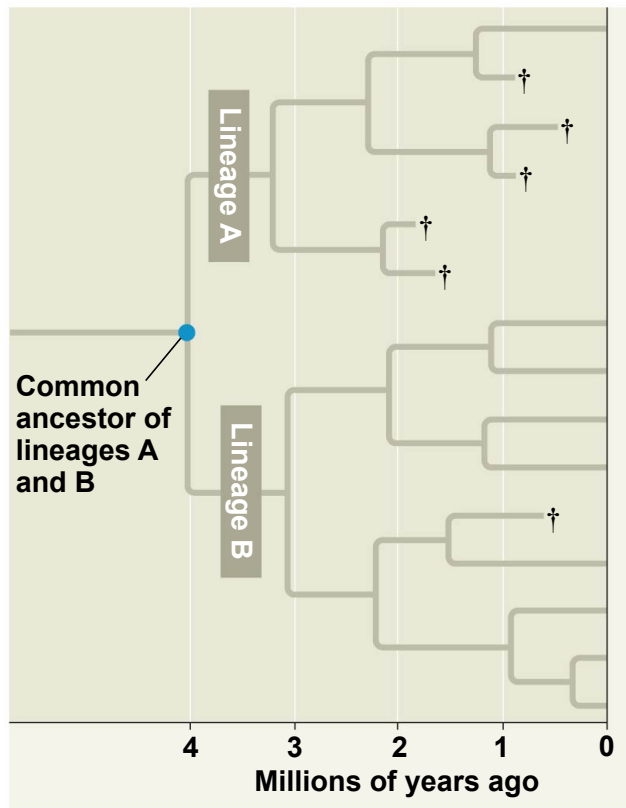 †
†
†
Lineage A
†
†
Common
ancestor of
lineages A
and B
Lineage B
†
4 3 2 1 0
Millions of years ago